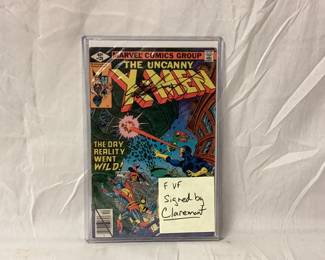 MARVEL COMICS GROUP
THE UNCANNY
X-MEN
THE DAY
REALITY
WENT
WILD!
F VF
Signed by
Claremont